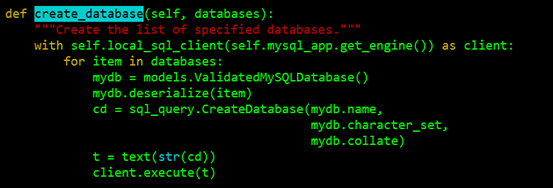 def create_database(self, databases):
    """Create the list of specified databases."""
    with self.local_sql_client(self.mysql_app.get_engine()) as client:
        for item in databases:
            mydb = models.ValidatedMySQLDatabase()
            mydb.deserialize(item)
            cd = sql_query.CreateDatabase(mydb.name,
                                          mydb.character_set,
                                          mydb.collate)
            t = text(str(cd))
            client.execute(t)